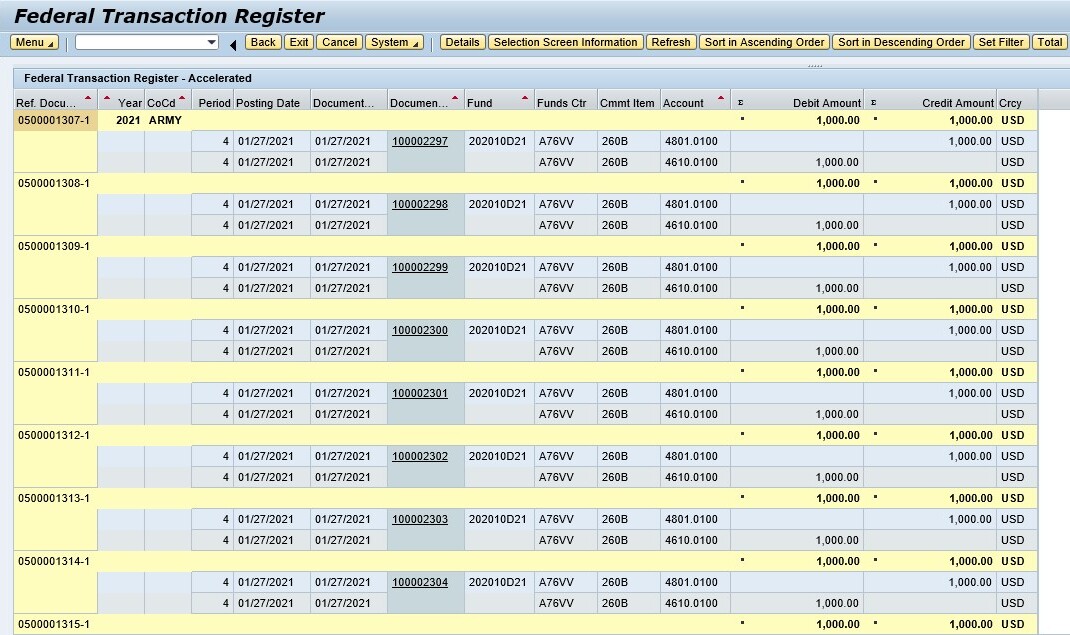 Federal Transaction Register
Menu Back Exit Cancel System Details Selection Screen Information Refresh Sort in Ascending Order Sort in Descending Order Set Filter Total
Federal Transaction Register - Accelerated
Ref. Docu... Year CoCd Period Posting Date Document... Documen... Fund Funds Ctr Cmmt Item Account Σ Debit Amount Σ Credit Amount Crcy
0500001307-1 2021 ARMY ▪ 1,000.00 ▪ 1,000.00 USD
4 01/27/2021 01/27/2021 100002297 202010D21 A76VV 260B 4801.0100 1,000.00 USD
4 01/27/2021 01/27/2021 A76VV 260B 4610.0100 1,000.00 USD
0500001308-1 ▪ 1,000.00 ▪ 1,000.00 USD
4 01/27/2021 01/27/2021 100002298 202010D21 A76VV 260B 4801.0100 1,000.00 USD
4 01/27/2021 01/27/2021 A76VV 260B 4610.0100 1,000.00 USD
0500001309-1 ▪ 1,000.00 ▪ 1,000.00 USD
4 01/27/2021 01/27/2021 100002299 202010D21 A76VV 260B 4801.0100 1,000.00 USD
4 01/27/2021 01/27/2021 A76VV 260B 4610.0100 1,000.00 USD
0500001310-1 ▪ 1,000.00 ▪ 1,000.00 USD
4 01/27/2021 01/27/2021 100002300 202010D21 A76VV 260B 4801.0100 1,000.00 USD
4 01/27/2021 01/27/2021 A76VV 260B 4610.0100 1,000.00 USD
0500001311-1 ▪ 1,000.00 ▪ 1,000.00 USD
4 01/27/2021 01/27/2021 100002301 202010D21 A76VV 260B 4801.0100 1,000.00 USD
4 01/27/2021 01/27/2021 A76VV 260B 4610.0100 1,000.00 USD
0500001312-1 ▪ 1,000.00 ▪ 1,000.00 USD
4 01/27/2021 01/27/2021 100002302 202010D21 A76VV 260B 4801.0100 1,000.00 USD
4 01/27/2021 01/27/2021 A76VV 260B 4610.0100 1,000.00 USD
0500001313-1 ▪ 1,000.00 ▪ 1,000.00 USD
4 01/27/2021 01/27/2021 100002303 202010D21 A76VV 260B 4801.0100 1,000.00 USD
4 01/27/2021 01/27/2021 A76VV 260B 4610.0100 1,000.00 USD
0500001314-1 ▪ 1,000.00 ▪ 1,000.00 USD
4 01/27/2021 01/27/2021 100002304 202010D21 A76VV 260B 4801.0100 1,000.00 USD
4 01/27/2021 01/27/2021 A76VV 260B 4610.0100 1,000.00 USD
0500001315-1 ▪ 1,000.00 ▪ 1,000.00 USD